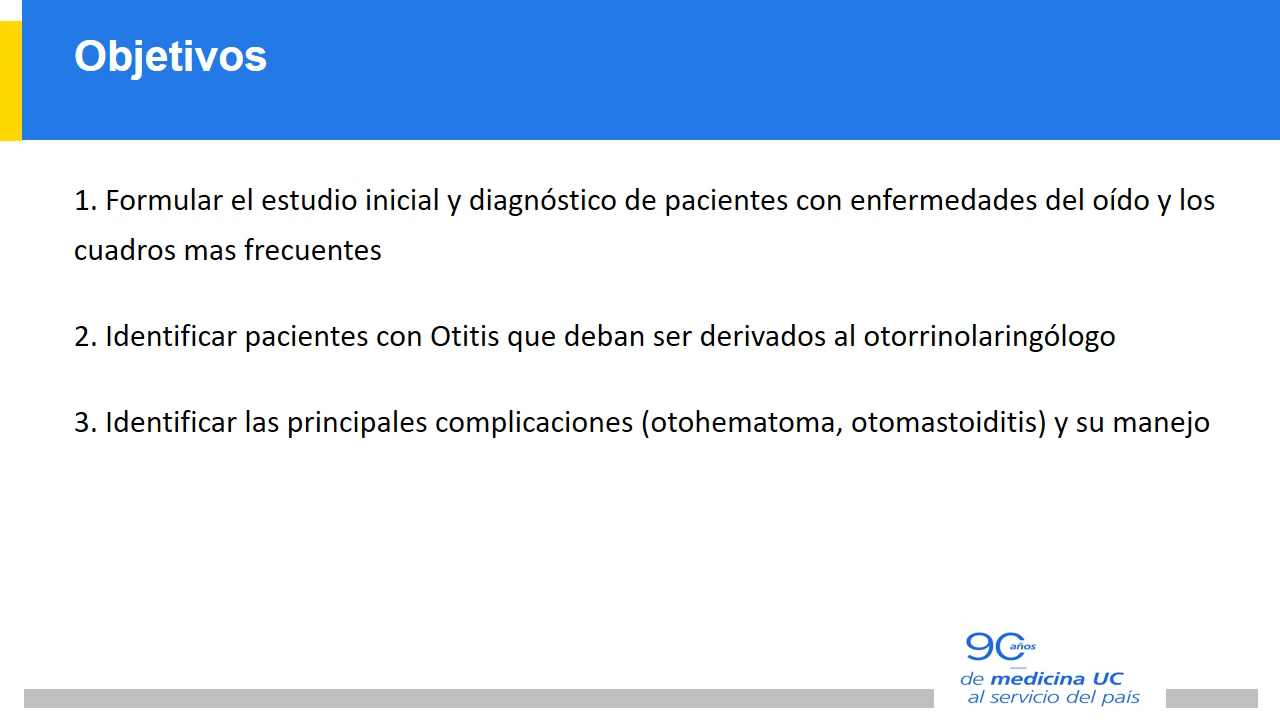 Objetivos
1. Formular el estudio inicial y diagnóstico de pacientes con enfermedades del oído y los
cuadros mas frecuentes
2. Identificar pacientes con Otitis que deban ser derivados al otorrinolaringólogo
3. Identificar las principales complicaciones (otohematoma, otomastoiditis) y su manejo
90 años
de medicina UC
al servicio del país